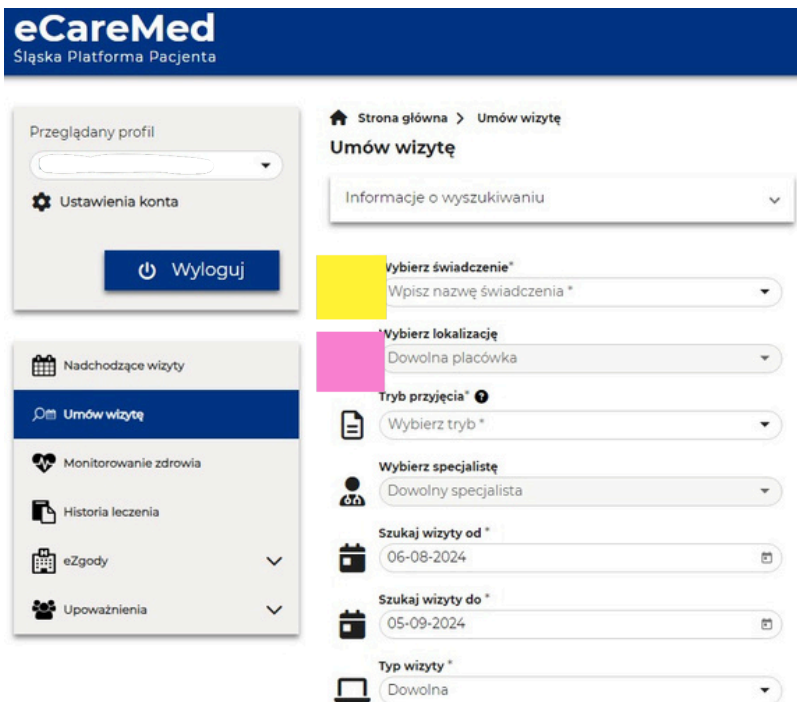 eCareMed
Śląska Platforma Pacjenta
Przeglądany profil
Ustawienia konta
Wyloguj
Nadchodzące wizyty
Umów wizytę
Monitorowanie zdrowia
Historia leczenia
eZgody
Upoważnienia
Strona główna > Umów wizytę
Umów wizytę
Informacje o wyszukiwaniu
Wybierz świadczenie*
Wpisz nazwę świadczenia *
Wybierz lokalizację
Dowolna placówka
Tryb przyjęcia* ?
Wybierz tryb *
Wybierz specjalistę
Dowolny specjalista
Szukaj wizyty od *
06-08-2024
Szukaj wizyty do *
05-09-2024
Typ wizyty *
Dowolna